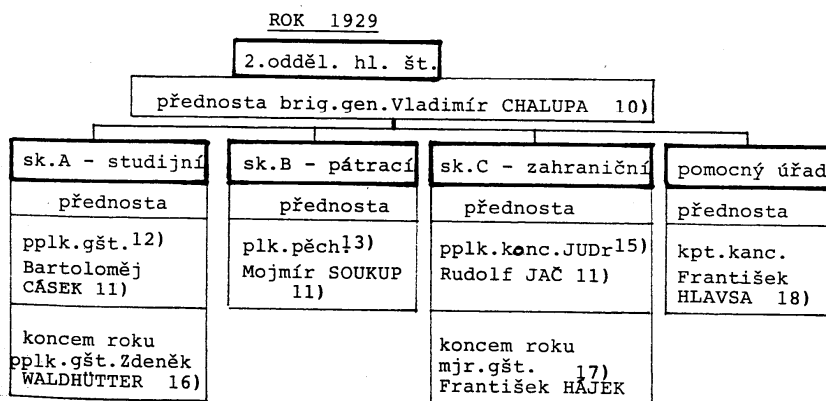 ROK 1929
2.odděl. hl. št.
přednosta brig.gen.Vladimír CHALUPA 10)
sk.A - studijní
přednosta
pplk.gšt.12)
Bartoloměj
CÁSEK 11)
koncem roku
pplk.gšt.Zdeněk
WALDHÜTTER 16)
sk.B - pátrací
přednosta
plk.pěch.13)
Mojmír SOUKUP
11)
sk.C - zahraniční
přednosta
pplk.konc.JUDr15)
Rudolf JAČ 11)
koncem roku
mjr.gšt. 17)
František HÁJEK
pomocný úřad
přednosta
kpt.kanc.
František
HLAVSA 18)